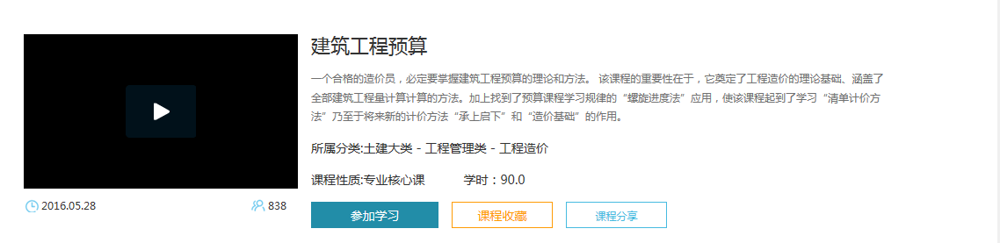 建筑工程预算
一个合格的造价员，必定要掌握建筑工程预算的理论和方法。 该课程的重要性在于，它奠定了工程造价的理论基础、涵盖了
全部建筑工程量计算计算的方法。加上找到了预算课程学习规律的“螺旋进度法”应用，使该课程起到了学习“清单计价方
法”乃至于将来新的计价方法“承上启下”和“造价基础”的作用。
所属分类:土建大类 - 工程管理类 - 工程造价
课程性质:专业核心课 学时：90.0
2016.05.28 838
参加学习 课程收藏 课程分享